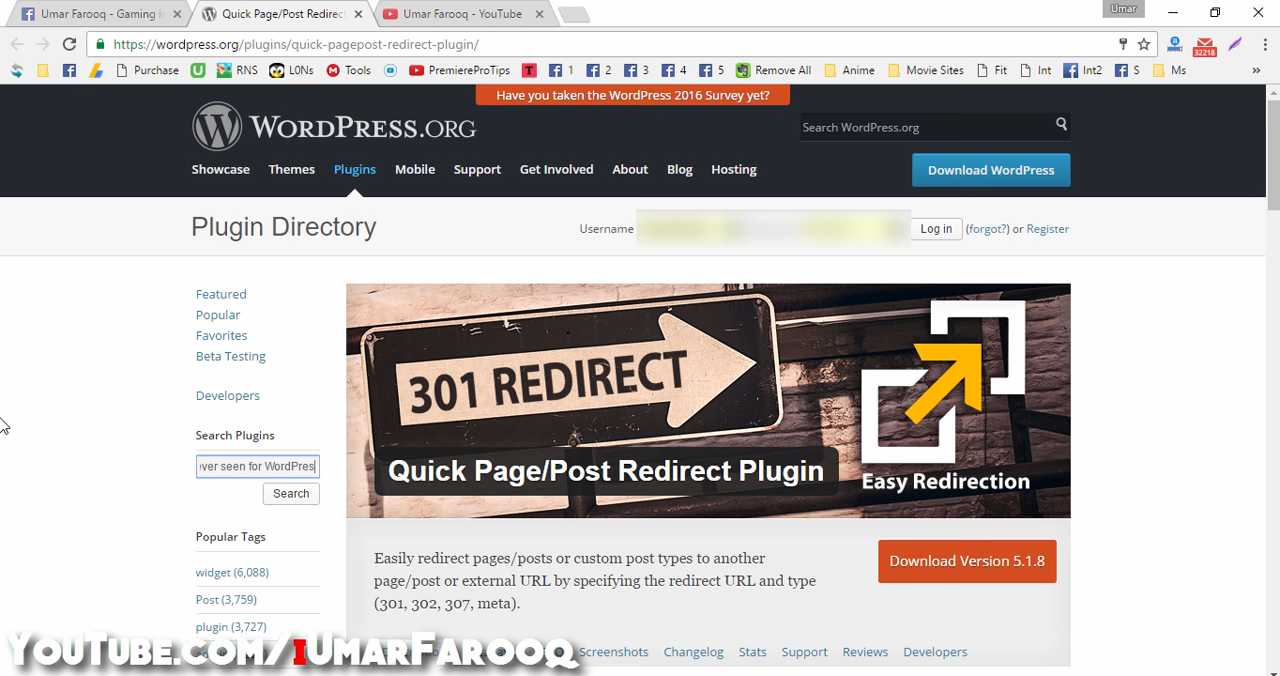 Umar Farooq - Gaming i
Quick Page/Post Redirect
Umar Farooq - YouTube
Umar
https://wordpress.org/plugins/quick-pagepost-redirect-plugin/
32218
Purchase
RNS
L0Ns
Tools
PremiereProTips
1
2
3
4
5
Remove All
Anime
Movie Sites
Fit
Int
Int2
S
Ms
Have you taken the WordPress 2016 Survey yet?
WORDPRESS.ORG
Search WordPress.org
Showcase Themes Plugins Mobile Support Get Involved About Blog Hosting
Download WordPress
Plugin Directory
Username
Log in (forgot?) or Register
Featured
Popular
Favorites
Beta Testing
Developers
Search Plugins
ver seen for WordPres
Search
Popular Tags
widget (6,088)
Post (3,759)
plugin (3,727)
301 REDIRECT
Quick Page/Post Redirect Plugin
Easy Redirection
Easily redirect pages/posts or custom post types to another
page/post or external URL by specifying the redirect URL and type
(301, 302, 307, meta).
Download Version 5.1.8
Screenshots Changelog Stats Support Reviews Developers
YouTube.com/IUmarFarooq